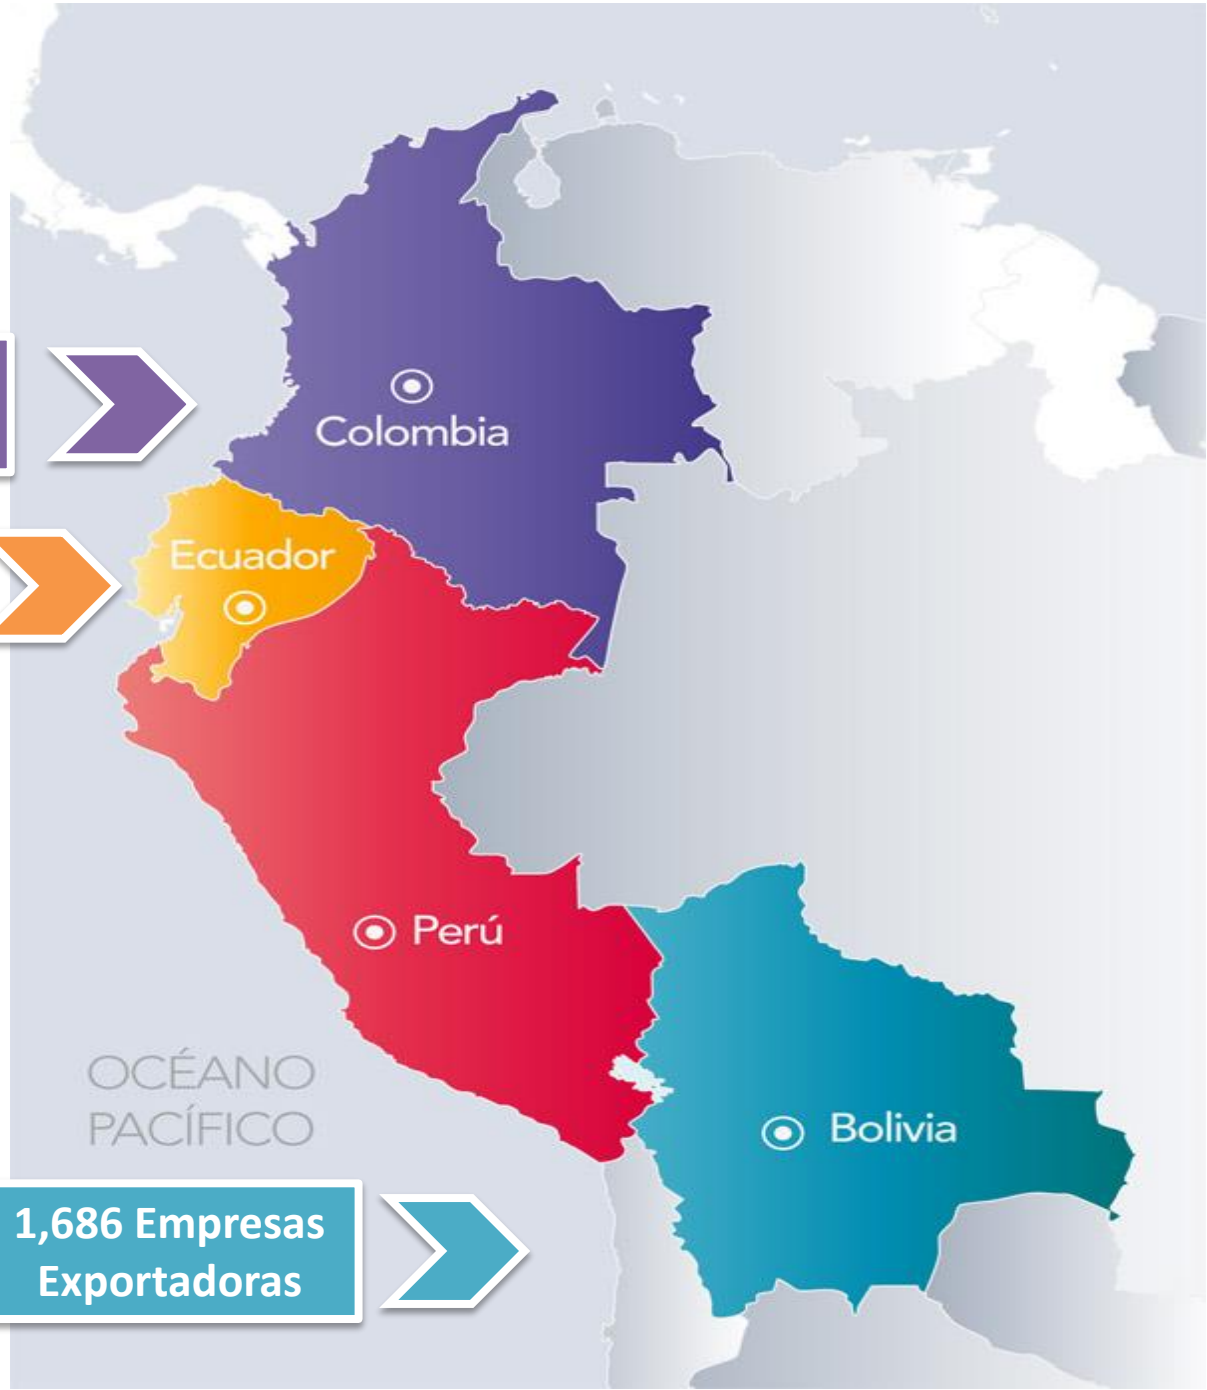 Colombia
Ecuador
Perú
OCÉANO
PACÍFICO
Bolivia
1,686 Empresas
Exportadoras